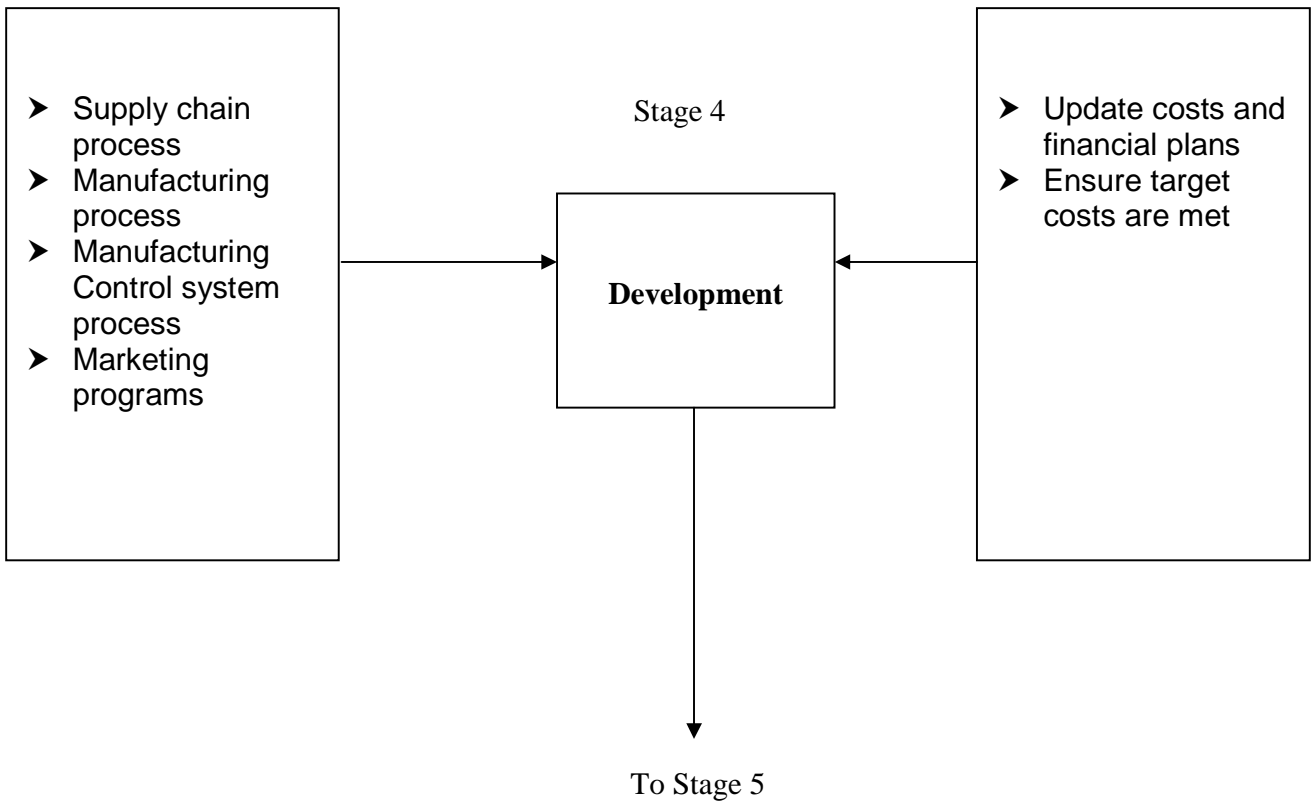 ➤ Supply chain
process
➤ Manufacturing
process
➤ Manufacturing
Control system
process
➤ Marketing
programs
Stage 4
Development
➤ Update costs and
financial plans
➤ Ensure target
costs are met
To Stage 5